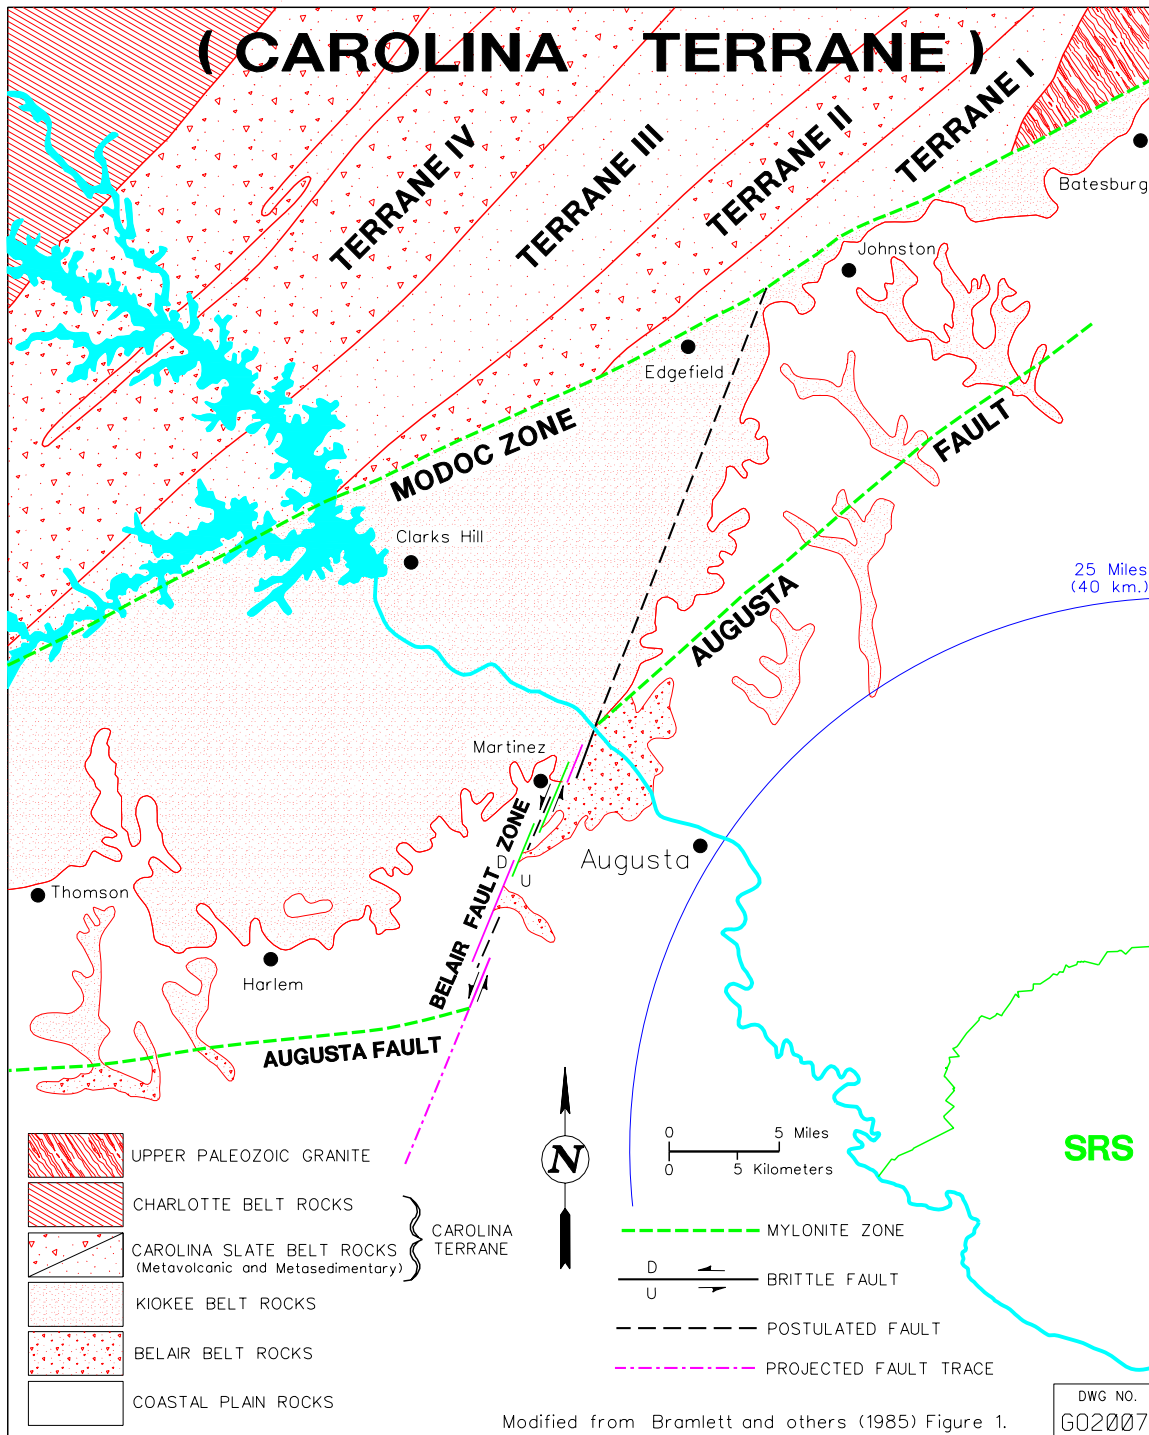 ( CAROLINA TERRANE )
TERRANE IV
TERRANE III
TERRANE II
TERRANE I
Batesburg
Johnston
Edgefield
MODOC ZONE
FAULT
Clarks Hill
25 Miles
(40 km.)
AUGUSTA
Martinez
BELAIR FAULT ZONE
D
U
Augusta
Thomson
Harlem
AUGUSTA FAULT
N
0 5 Miles
0 5 Kilometers
SRS
UPPER PALEOZOIC GRANITE
CHARLOTTE BELT ROCKS
CAROLINA SLATE BELT ROCKS
(Metavolcanic and Metasedimentary)
CAROLINA
TERRANE
KIOKEE BELT ROCKS
BELAIR BELT ROCKS
COASTAL PLAIN ROCKS
MYLONITE ZONE
D
U
BRITTLE FAULT
POSTULATED FAULT
PROJECTED FAULT TRACE
Modified from Bramlett and others (1985) Figure 1.
DWG NO.
GO2007